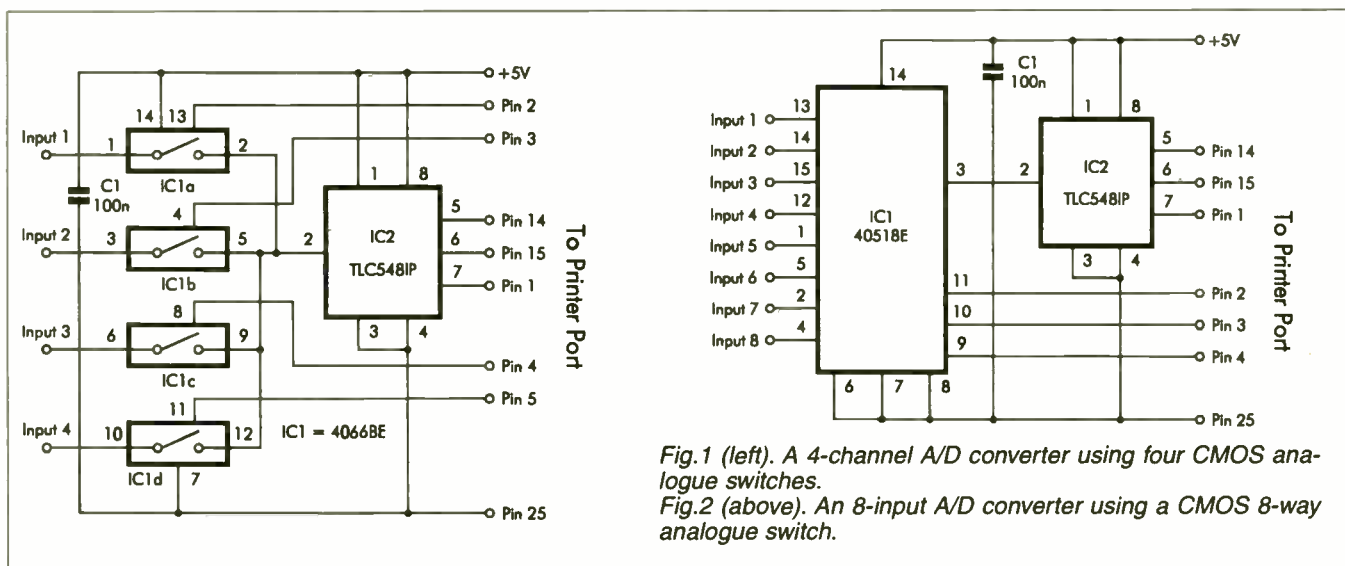 +5V
14 13
Pin 2
Pin 3
Input 1
1
2
IC1a
C1
100n
4
1
8
Input 2
3
5
IC1b
2
IC2
TLC548IP
5
Pin 14
6
Pin 15
7
Pin 1
3
4
Input 3
6
8
9
IC1c
Pin 4
11
Pin 5
Input 4
10
12
IC1 = 4066BE
IC1d
7
Pin 25
To Printer Port
+5V
14
C1
100n
Input 1
13
Input 2
14
Input 3
15
Input 4
12
Input 5
1
Input 6
5
Input 7
2
Input 8
4
IC1
4051BE
3
2
1
8
IC2
TLC548IP
5
Pin 14
6
Pin 15
7
Pin 1
3
4
11
Pin 2
10
Pin 3
9
Pin 4
6
7
8
Pin 25
To Printer Port
Fig.1 (left). A 4-channel A/D converter using four CMOS ana-
logue switches.
Fig.2 (above). An 8-input A/D converter using a CMOS 8-way
analogue switch.